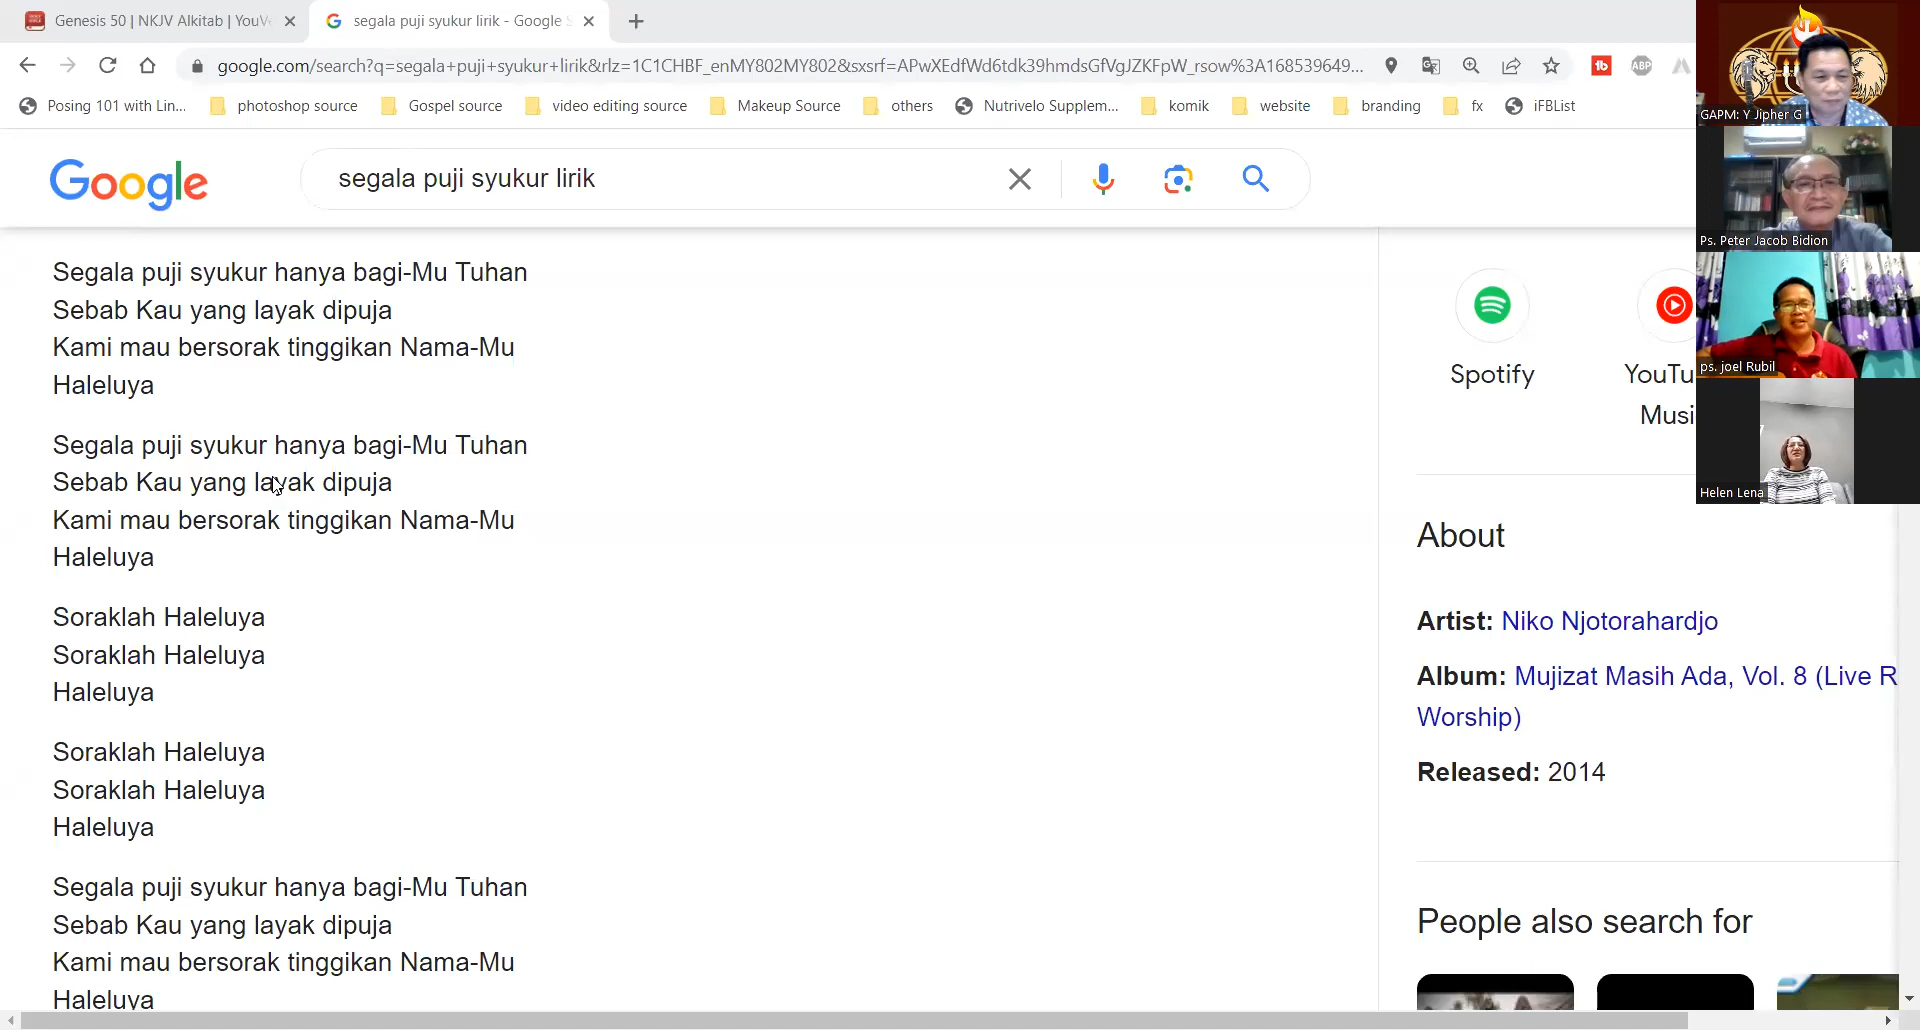 Genesis 50 | NKJV Alkitab | YouV
segala puji syukur lirik - Google S
google.com/search?q=segala+puji+syukur+lirik&rlz=1C1CHBF_enMY802MY802&sxsrf=APwXEdfWd6tdk39hmdsGfVgJZKFpW_rsow%3A168539649...
ABP
Posing 101 with Lin...
photoshop source
Gospel source
video editing source
Makeup Source
others
Nutrivelo Supplem...
komik
website
branding
fx
iFBList
Google
segala puji syukur lirik
Segala puji syukur hanya bagi-Mu Tuhan
Sebab Kau yang layak dipuja
Kami mau bersorak tinggikan Nama-Mu
Haleluya
Segala puji syukur hanya bagi-Mu Tuhan
Sebab Kau yang layak dipuja
Kami mau bersorak tinggikan Nama-Mu
Haleluya
Soraklah Haleluya
Soraklah Haleluya
Haleluya
Soraklah Haleluya
Soraklah Haleluya
Haleluya
Segala puji syukur hanya bagi-Mu Tuhan
Sebab Kau yang layak dipuja
Kami mau bersorak tinggikan Nama-Mu
Haleluya
Spotify
YouTu
Musi
About
Artist: Niko Njotorahardjo
Album: Mujizat Masih Ada, Vol. 8 (Live R
Worship)
Released: 2014
People also search for
GAPM: Y Jipher G
Ps. Peter Jacob Bidion
ps. joel Rubil
Helen Lena